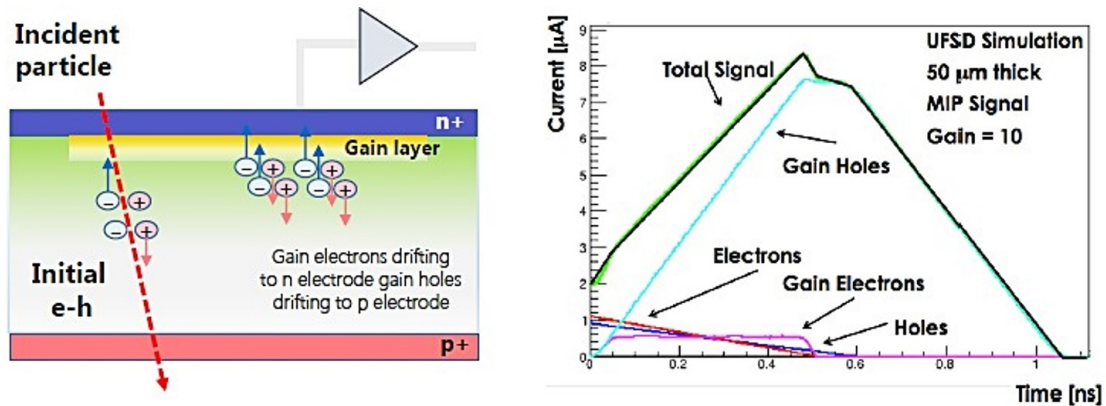 Incident
particle
n+
Gain layer
− + − +
− + − +
− +
− +
Initial
e-h
Gain electrons drifting
to n electrode gain holes
drifting to p electrode
p+
Current [μA]
9
8
7
6
5
4
3
2
1
0
0
0.2
0.4
0.6
0.8
1
Time [ns]
Total Signal
UFSD Simulation
50 μm thick
MIP Signal
Gain = 10
Gain Holes
Electrons
Gain Electrons
Holes